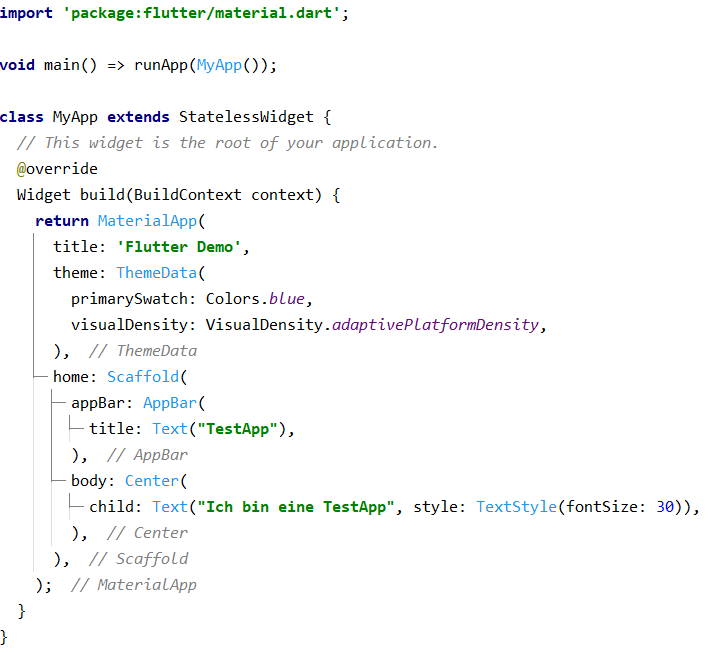 import 'package:flutter/material.dart';

void main() => runApp(MyApp());

class MyApp extends StatelessWidget {
  // This widget is the root of your application.
  @override
  Widget build(BuildContext context) {
    return MaterialApp(
      title: 'Flutter Demo',
      theme: ThemeData(
        primarySwatch: Colors.blue,
        visualDensity: VisualDensity.adaptivePlatformDensity,
      ),  // ThemeData
      home: Scaffold(
        appBar: AppBar(
          title: Text("TestApp"),
        ),  // AppBar
        body: Center(
          child: Text("Ich bin eine TestApp", style: TextStyle(fontSize: 30)),
        ),  // Center
      ),  // Scaffold
    );  // MaterialApp
  }
}